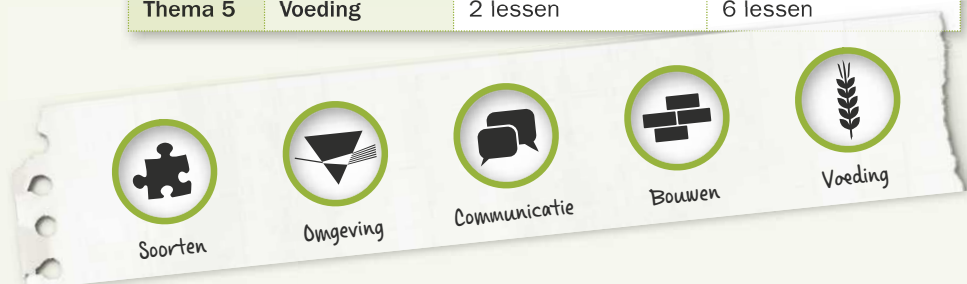 Thema 5 Voeding 2 lessen 6 lessen
Soorten Omgeving Communicatie Bouwen Voeding